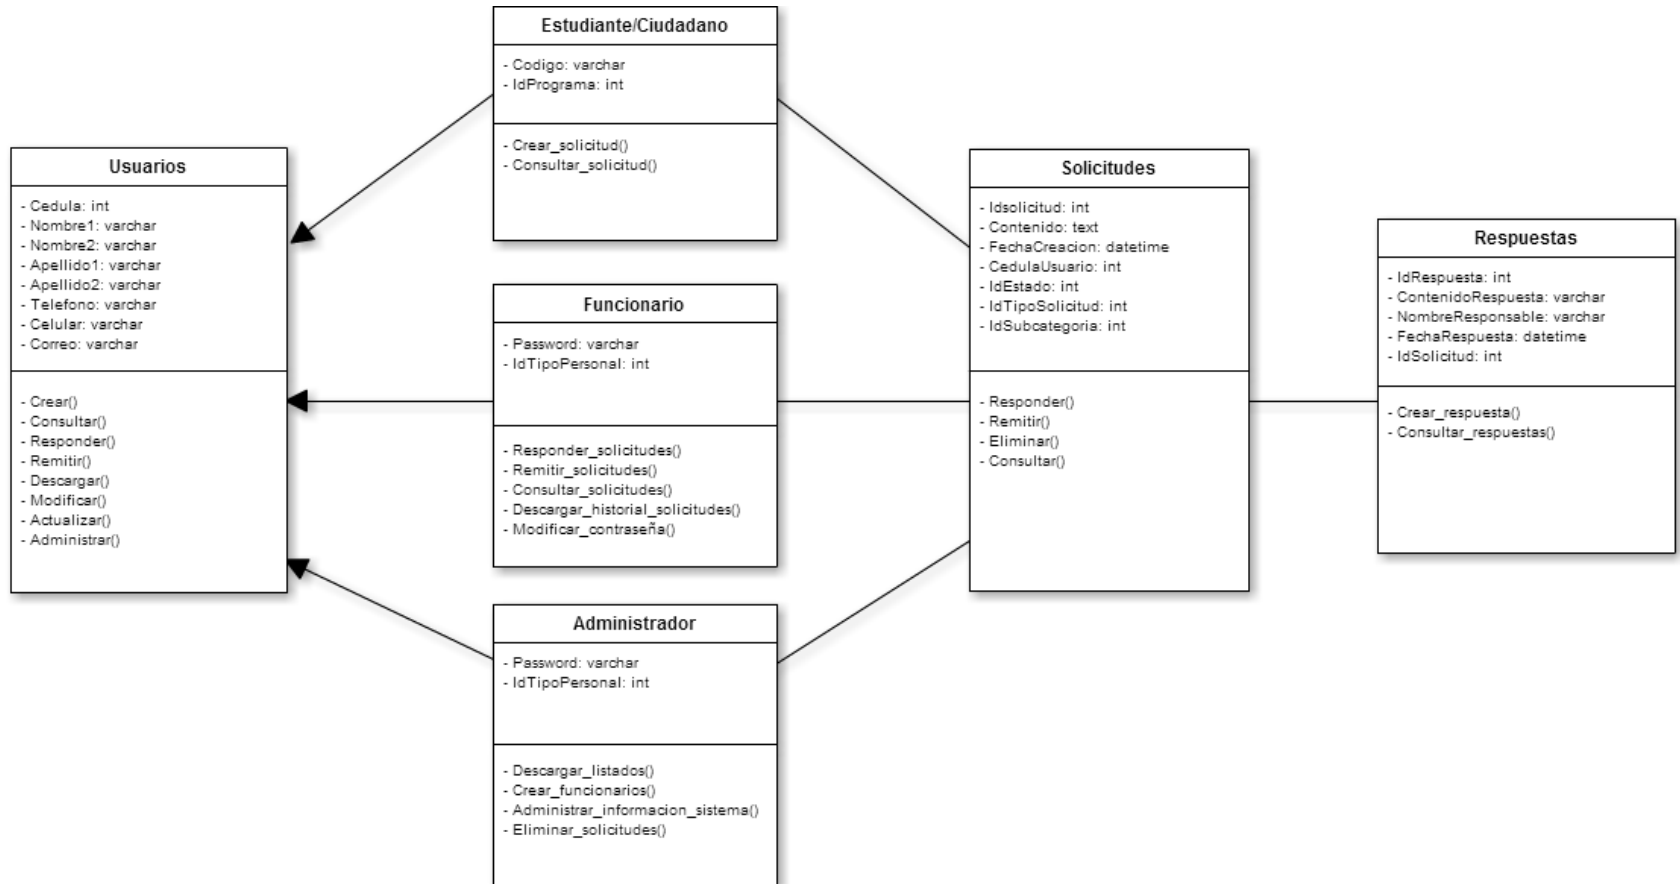 Estudiante/Ciudadano
- Codigo: varchar
- IdPrograma: int
- Crear_solicitud()
- Consultar_solicitud()
Usuarios
- Cedula: int
- Nombre1: varchar
- Nombre2: varchar
- Apellido1: varchar
- Apellido2: varchar
- Telefono: varchar
- Celular: varchar
- Correo: varchar
- Crear()
- Consultar()
- Responder()
- Remitir()
- Descargar()
- Modificar()
- Actualizar()
- Administrar()
Funcionario
- Password: varchar
- IdTipoPersonal: int
- Responder_solicitudes()
- Remitir_solicitudes()
- Consultar_solicitudes()
- Descargar_historial_solicitudes()
- Modificar_contraseña()
Administrador
- Password: varchar
- IdTipoPersonal: int
- Descargar_listados()
- Crear_funcionarios()
- Administrar_informacion_sistema()
- Eliminar_solicitudes()
Solicitudes
- Idsolicitud: int
- Contenido: text
- FechaCreacion: datetime
- CedulaUsuario: int
- IdEstado: int
- IdTipoSolicitud: int
- IdSubcategoria: int
- Responder()
- Remitir()
- Eliminar()
- Consultar()
Respuestas
- IdRespuesta: int
- ContenidoRespuesta: varchar
- NombreResponsable: varchar
- FechaRespuesta: datetime
- IdSolicitud: int
- Crear_respuesta()
- Consultar_respuestas()